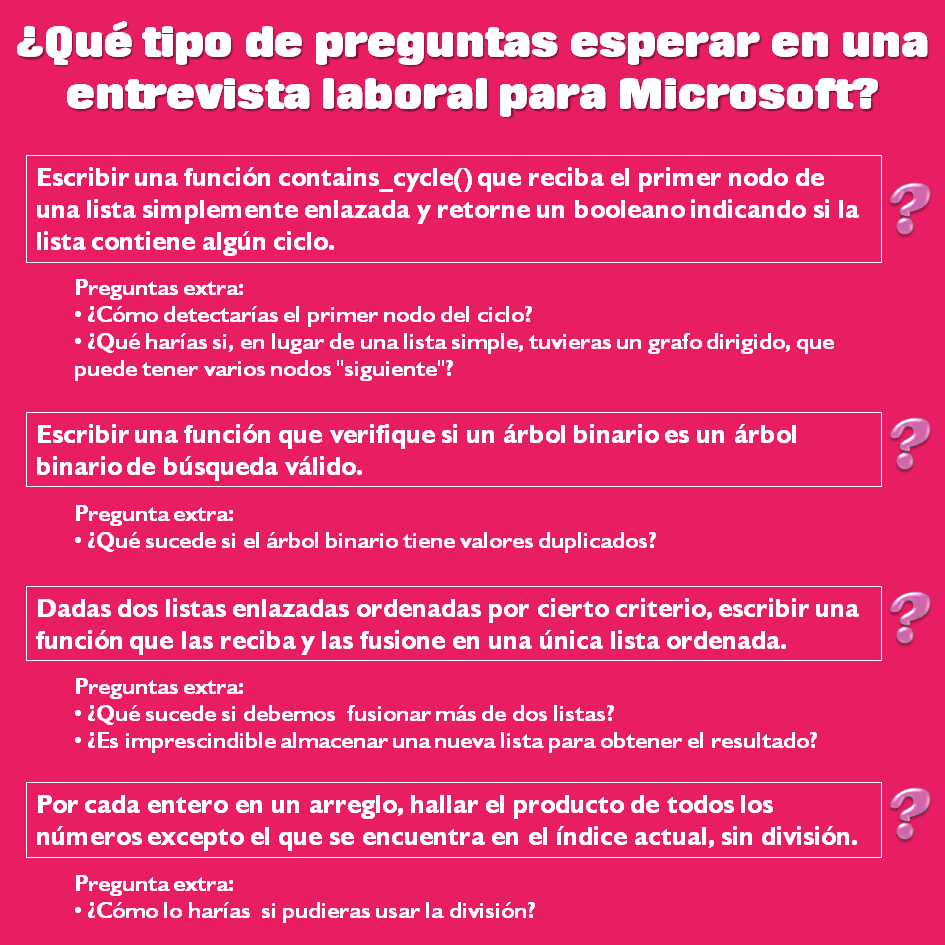 ¿Qué tipo de preguntas esperar en una
entrevista laboral para Microsoft?
Escribir una función contains_cycle() que reciba el primer nodo de
una lista simplemente enlazada y retorne un booleano indicando si la
lista contiene algún ciclo.
?
Preguntas extra:
• ¿Cómo detectarías el primer nodo del ciclo?
• ¿Qué harías si, en lugar de una lista simple, tuvieras un grafo dirigido, que
puede tener varios nodos "siguiente"?
Escribir una función que verifique si un árbol binario es un árbol
binario de búsqueda válido.
?
Pregunta extra:
• ¿Qué sucede si el árbol binario tiene valores duplicados?
Dadas dos listas enlazadas ordenadas por cierto criterio, escribir una
función que las reciba y las fusione en una única lista ordenada.
?
Preguntas extra:
• ¿Qué sucede si debemos fusionar más de dos listas?
• ¿Es imprescindible almacenar una nueva lista para obtener el resultado?
Por cada entero en un arreglo, hallar el producto de todos los
números excepto el que se encuentra en el índice actual, sin división.
?
Pregunta extra:
• ¿Cómo lo harías si pudieras usar la división?